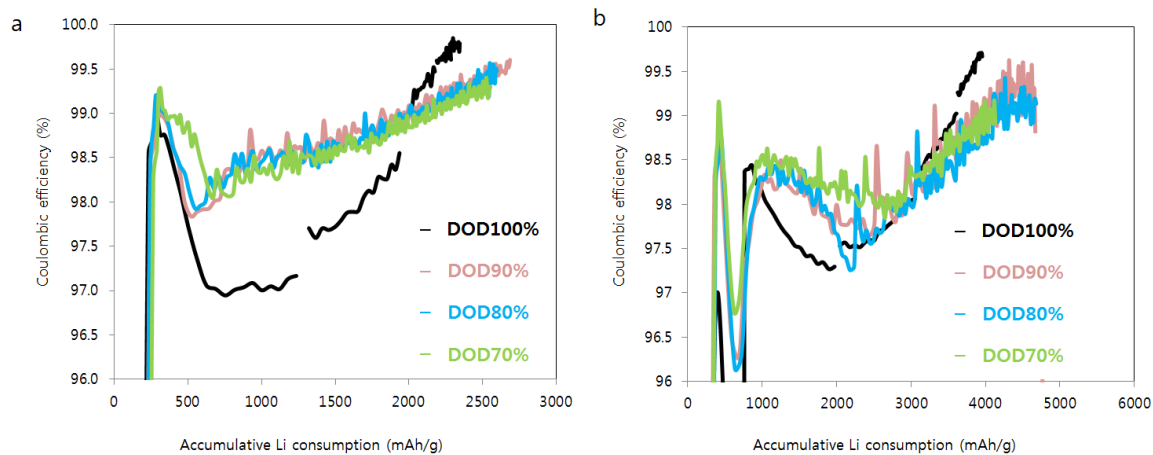 a
100.0
99.5
99.0
98.5
98.0
97.5
97.0
96.5
96.0
Coulombic efficiency (%)
0 500 1000 1500 2000 2500 3000
Accumulative Li consumption (mAh/g)
DOD100%
DOD90%
DOD80%
DOD70%
b
100
99.5
99
98.5
98
97.5
97
96.5
96
Coulombic efficiency (%)
0 1000 2000 3000 4000 5000 6000
Accumulative Li consumption (mAh/g)
DOD100%
DOD90%
DOD80%
DOD70%